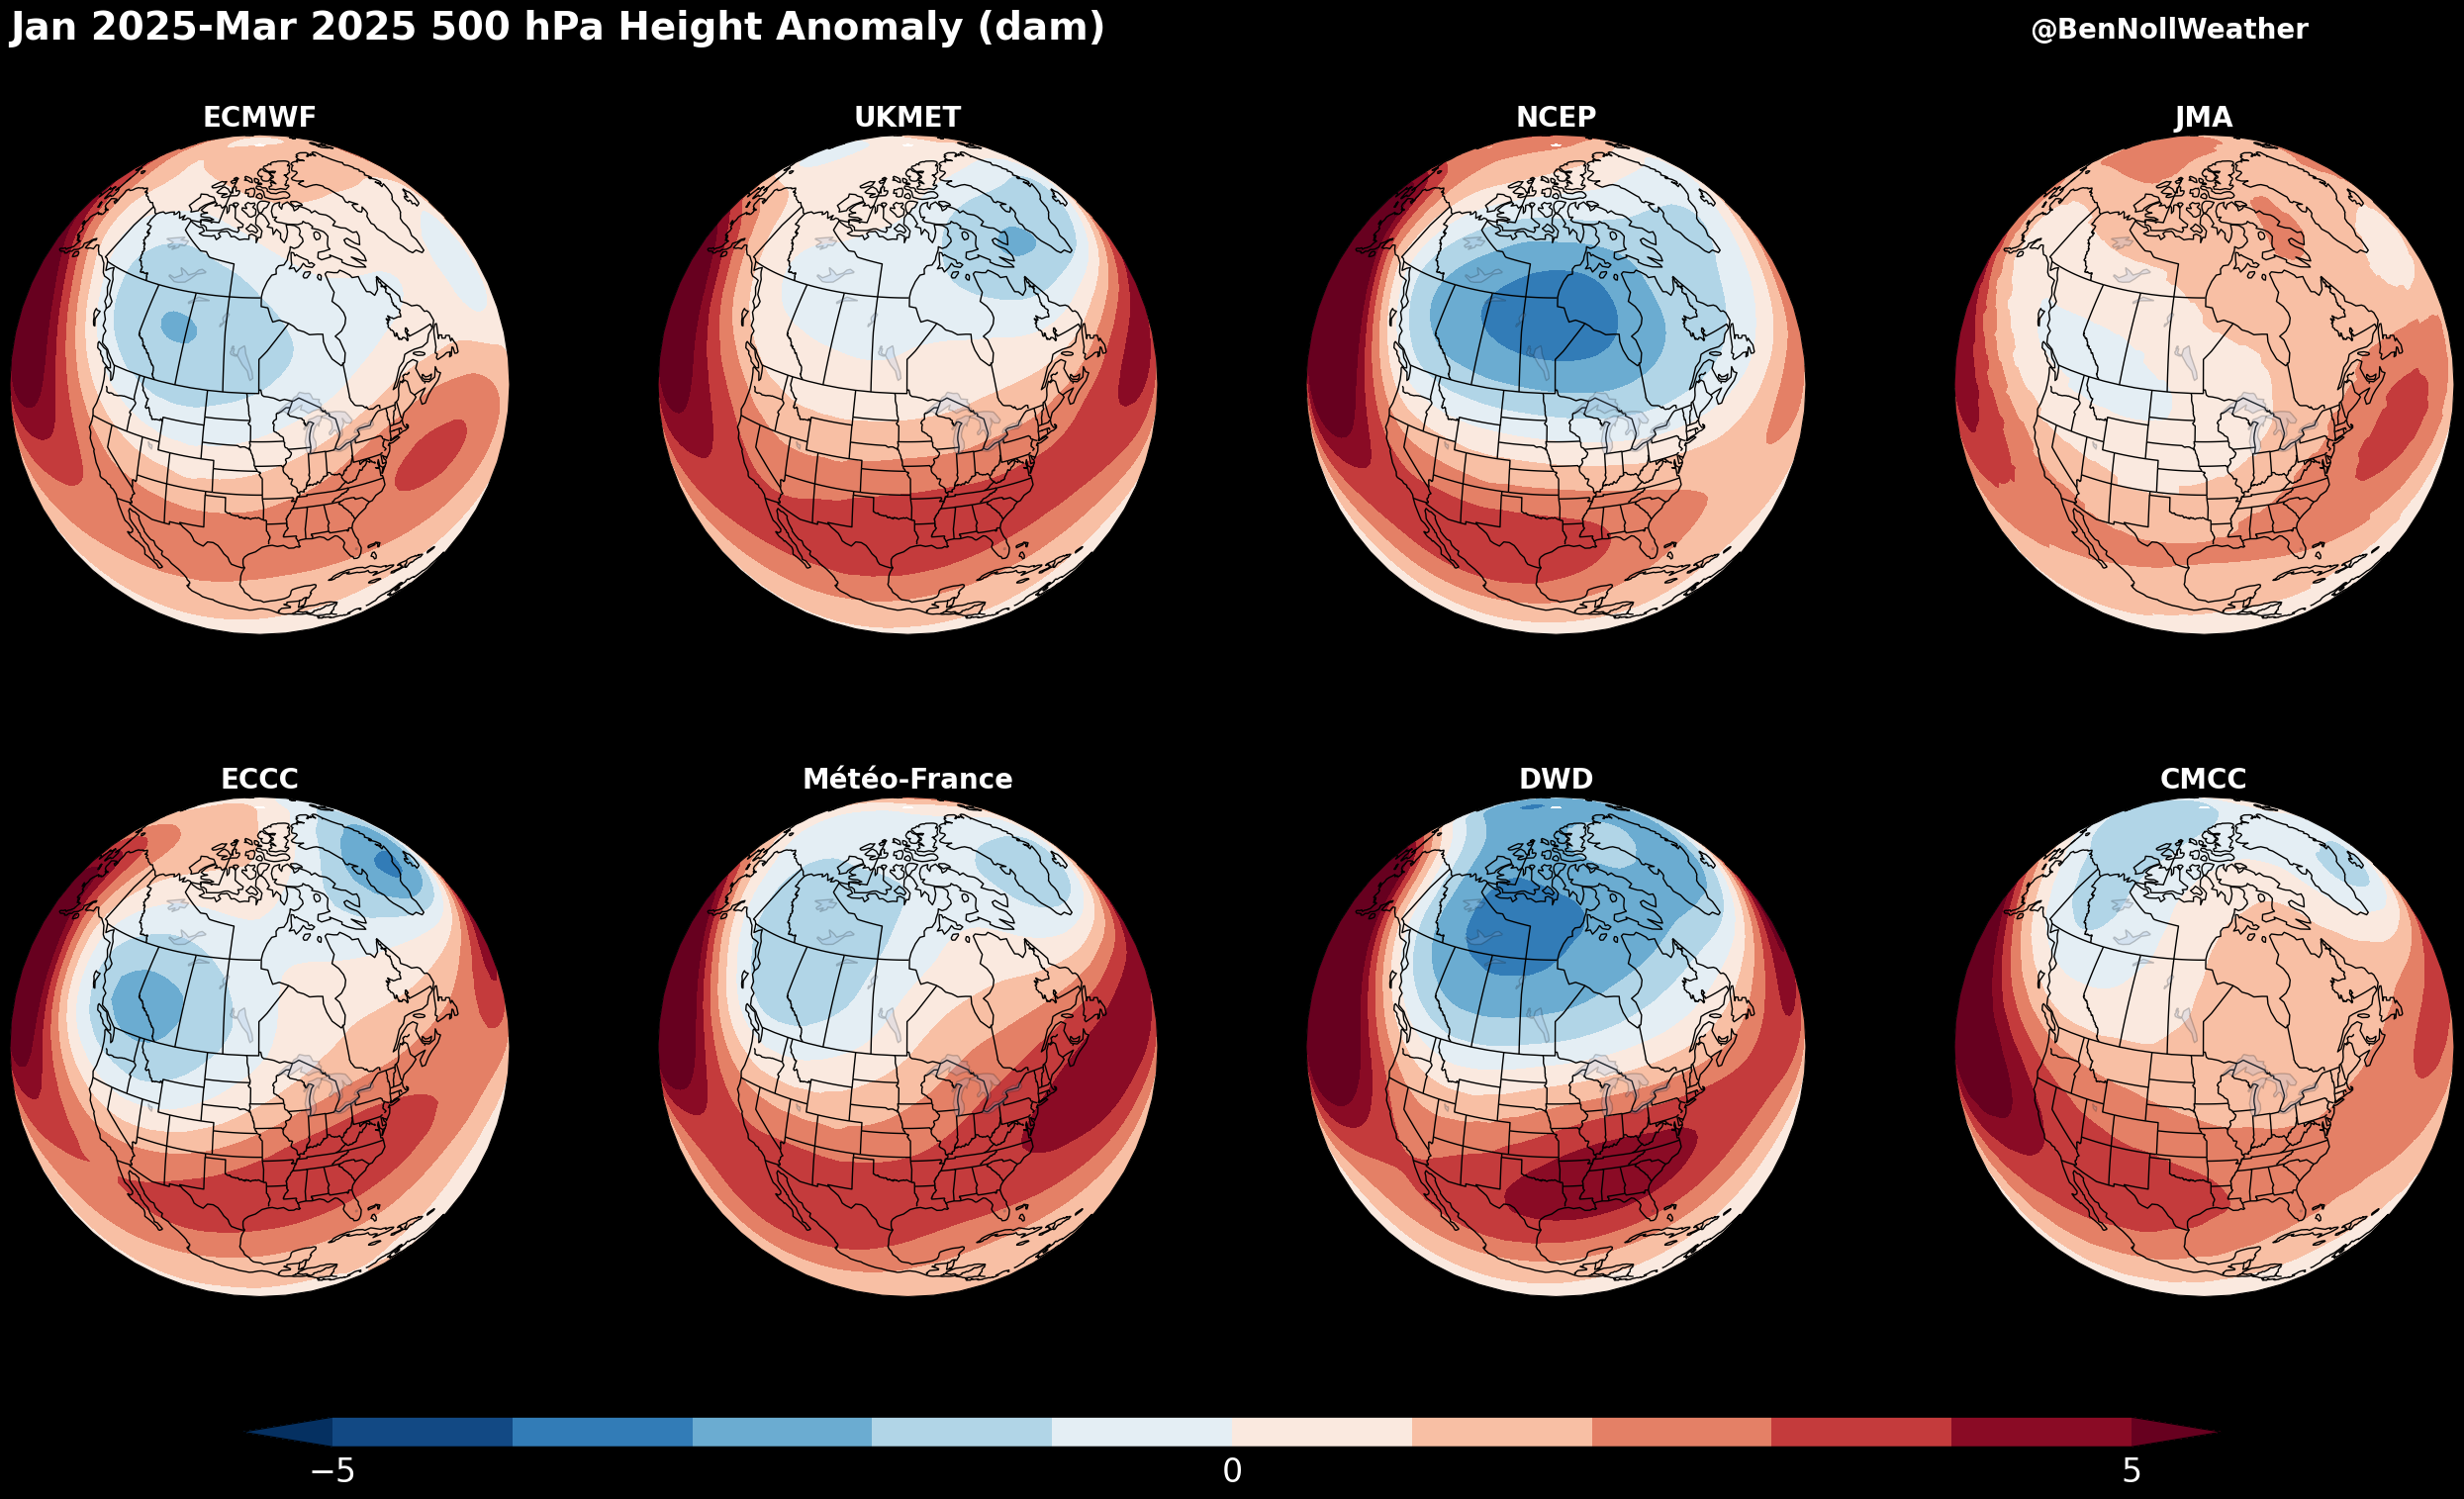 Jan 2025-Mar 2025 500 hPa Height Anomaly (dam)
@BenNollWeather
ECMWF
UKMET
NCEP
JMA
ECCC
Météo-France
DWD
CMCC
−5
0
5